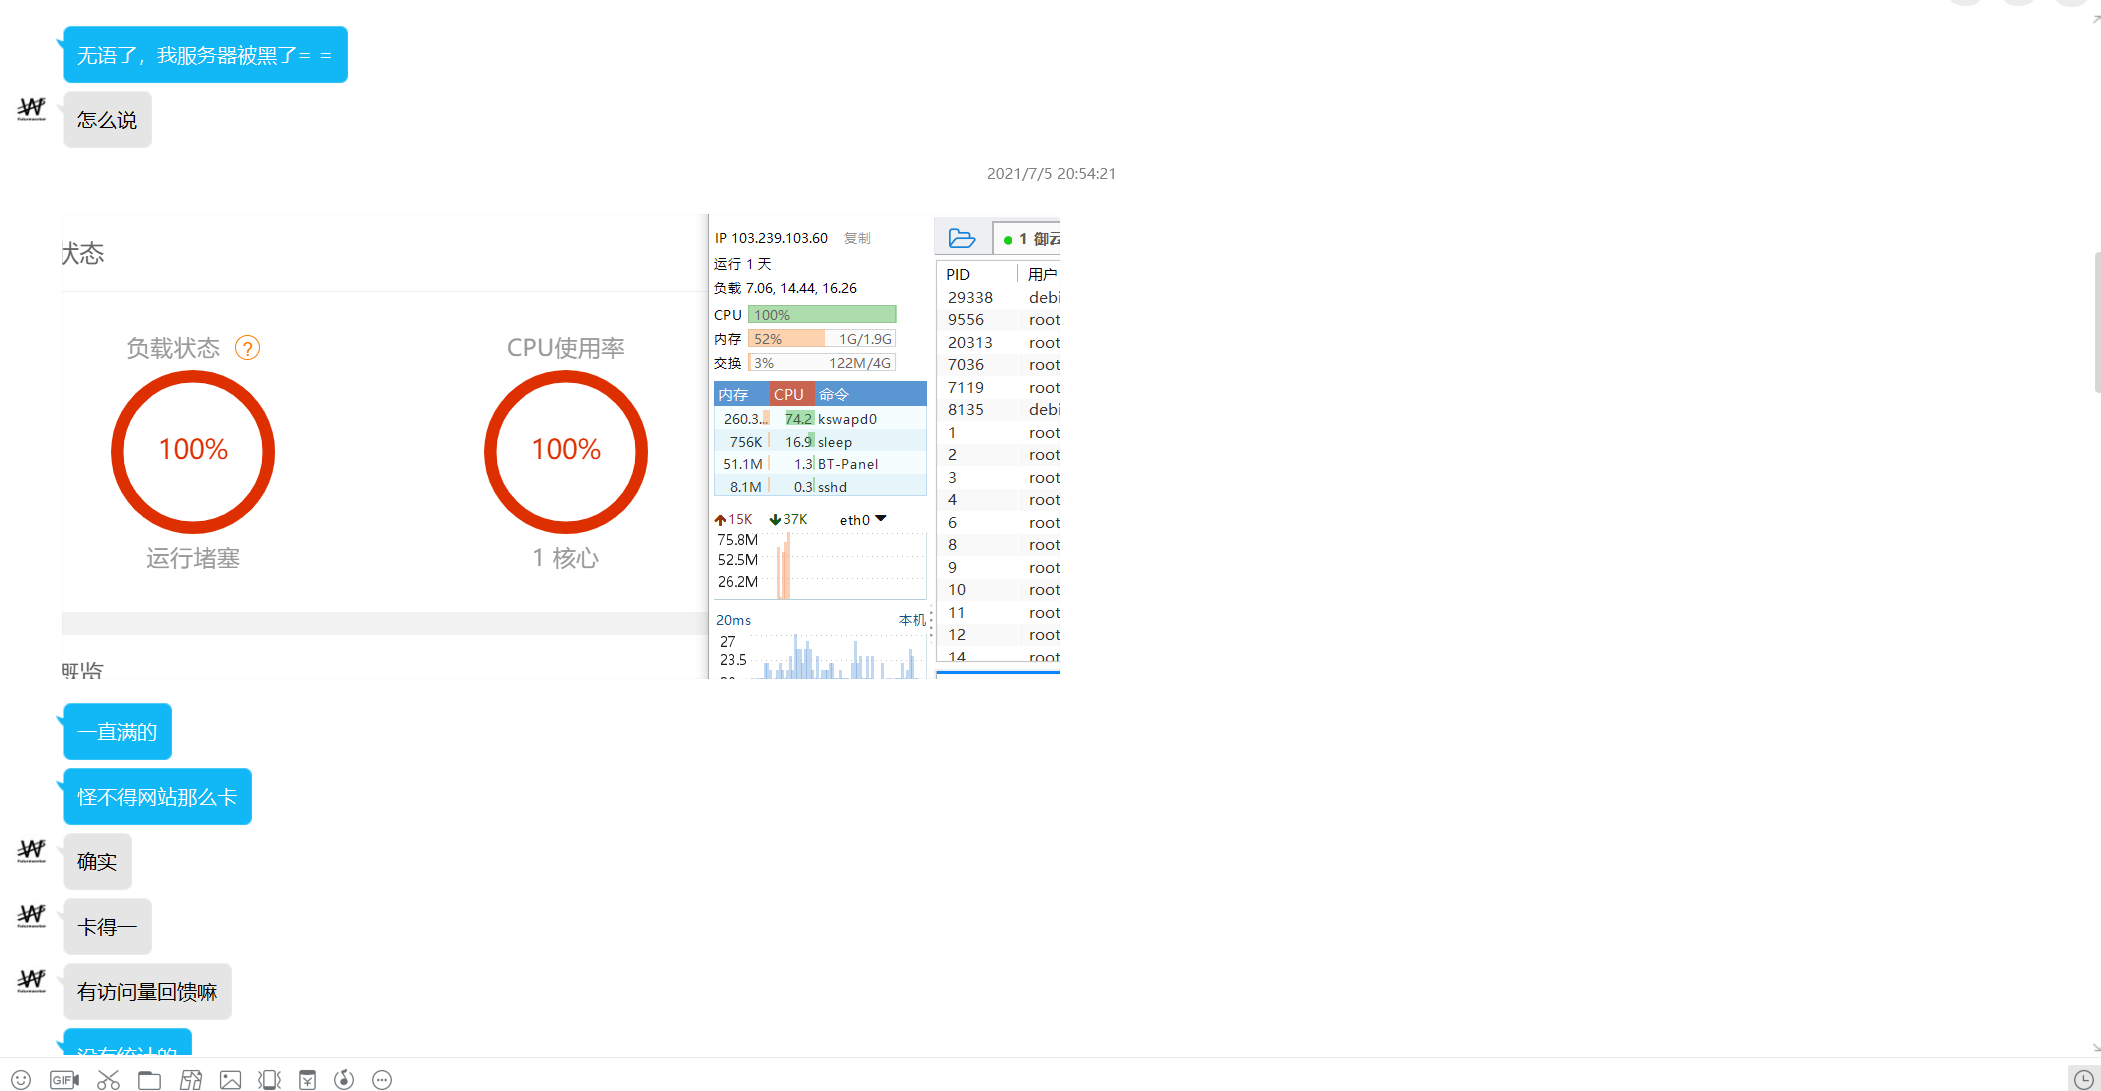 无语了，我服务器被黑了= =
怎么说
2021/7/5 20:54:21
状态
负载状态 ?
100%
运行堵塞
CPU使用率
100%
1 核心
概览
IP 103.239.103.60 复制
运行 1 天
负载 7.06, 14.44, 16.26
CPU 100%
内存 52% 1G/1.9G
交换 3% 122M/4G
内存 CPU 命令
260.3... 74.2 kswapd0
756K 16.9 sleep
51.1M 1.3 BT-Panel
8.1M 0.3 sshd
15K 37K eth0
75.8M
52.5M
26.2M
20ms 本机
27
23.5
1 御云
PID 用户
29338 debi
9556 root
20313 root
7036 root
7119 root
8135 debi
1 root
2 root
3 root
4 root
6 root
8 root
9 root
10 root
11 root
12 root
14 root
一直满的
怪不得网站那么卡
确实
卡得一
有访问量回馈嘛
没有统计的
GIF